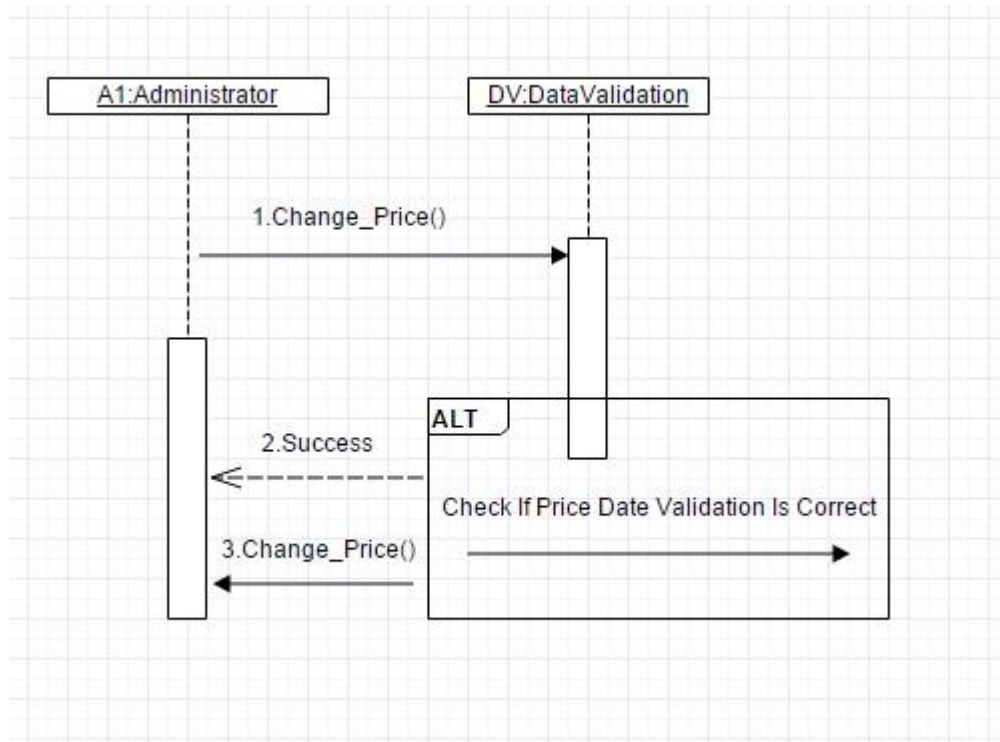 A1:Administrator
DV:DataValidation
1.Change_Price()
ALT
2.Success
Check If Price Date Validation Is Correct
3.Change_Price()